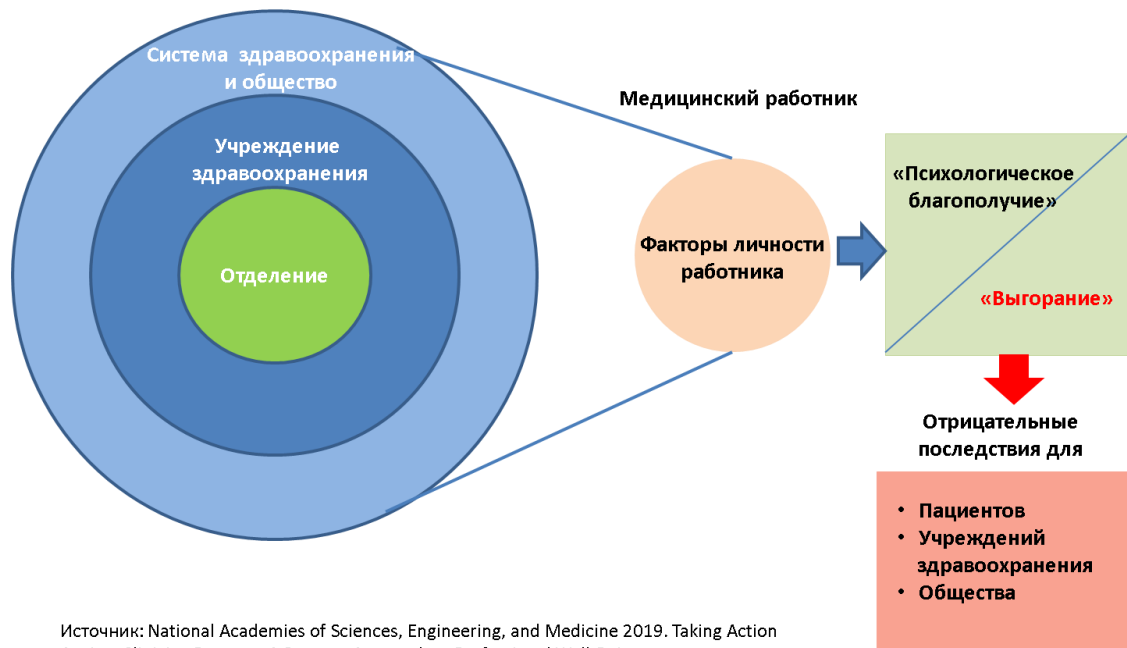 Система здравоохранения
и общество
Учреждение
здравоохранения
Отделение
Медицинский работник
Факторы личности
работника
«Психологическое
благополучие»
«Выгорание»
Отрицательные
последствия для
• Пациентов
• Учреждений
здравоохранения
• Общества
Источник: National Academies of Sciences, Engineering, and Medicine 2019. Taking Action